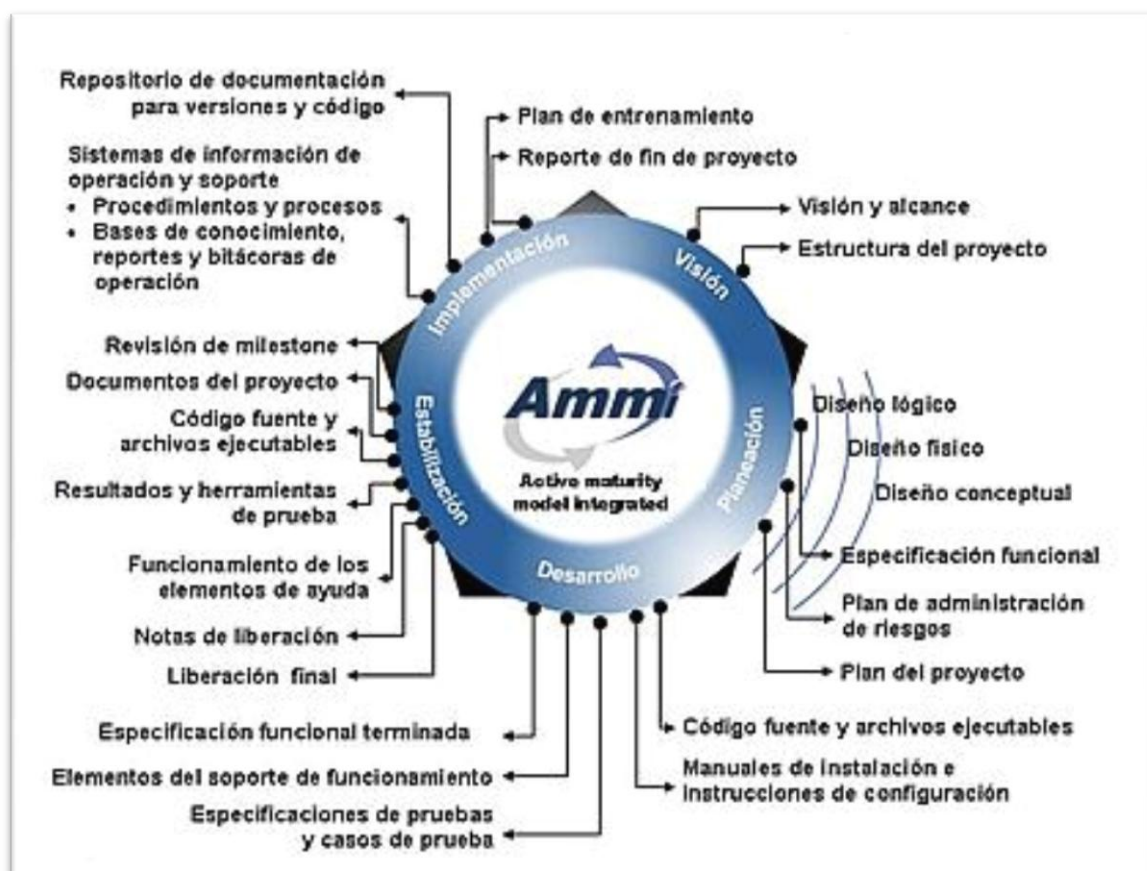 Repositorio de documentación
para versiones y código
Plan de entrenamiento
Reporte de fin de proyecto
Sistemas de información de
operación y soporte
• Procedimientos y procesos
• Bases de conocimiento,
reportes y bitácoras de
operación
Visión y alcance
Estructura del proyecto
Implementación
Visión
Revisión de milestone
Documentos del proyecto
Código fuente y
archivos ejecutables
Resultados y herramientas
de prueba
Funcionamiento de los
elementos de ayuda
Notas de liberación
Liberación final
Estabilización
Ammi
Active maturity
model integrated
Planeación
Desarrollo
Diseño lógico
Diseño físico
Diseño conceptual
Especificación funcional
Plan de administración
de riesgos
Plan del proyecto
Especificación funcional terminada
Elementos del soporte de funcionamiento
Especificaciones de pruebas
y casos de prueba
Código fuente y archivos ejecutables
Manuales de instalación e
instrucciones de configuración